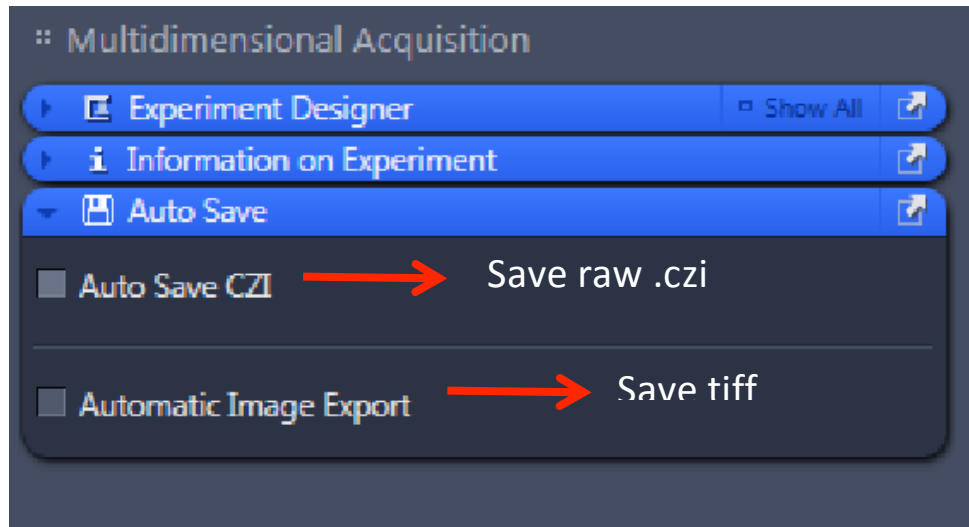 Multidimensional Acquisition
Experiment Designer Show All
Information on Experiment
Auto Save
Auto Save CZI Save raw .czi
Automatic Image Export Save tiff